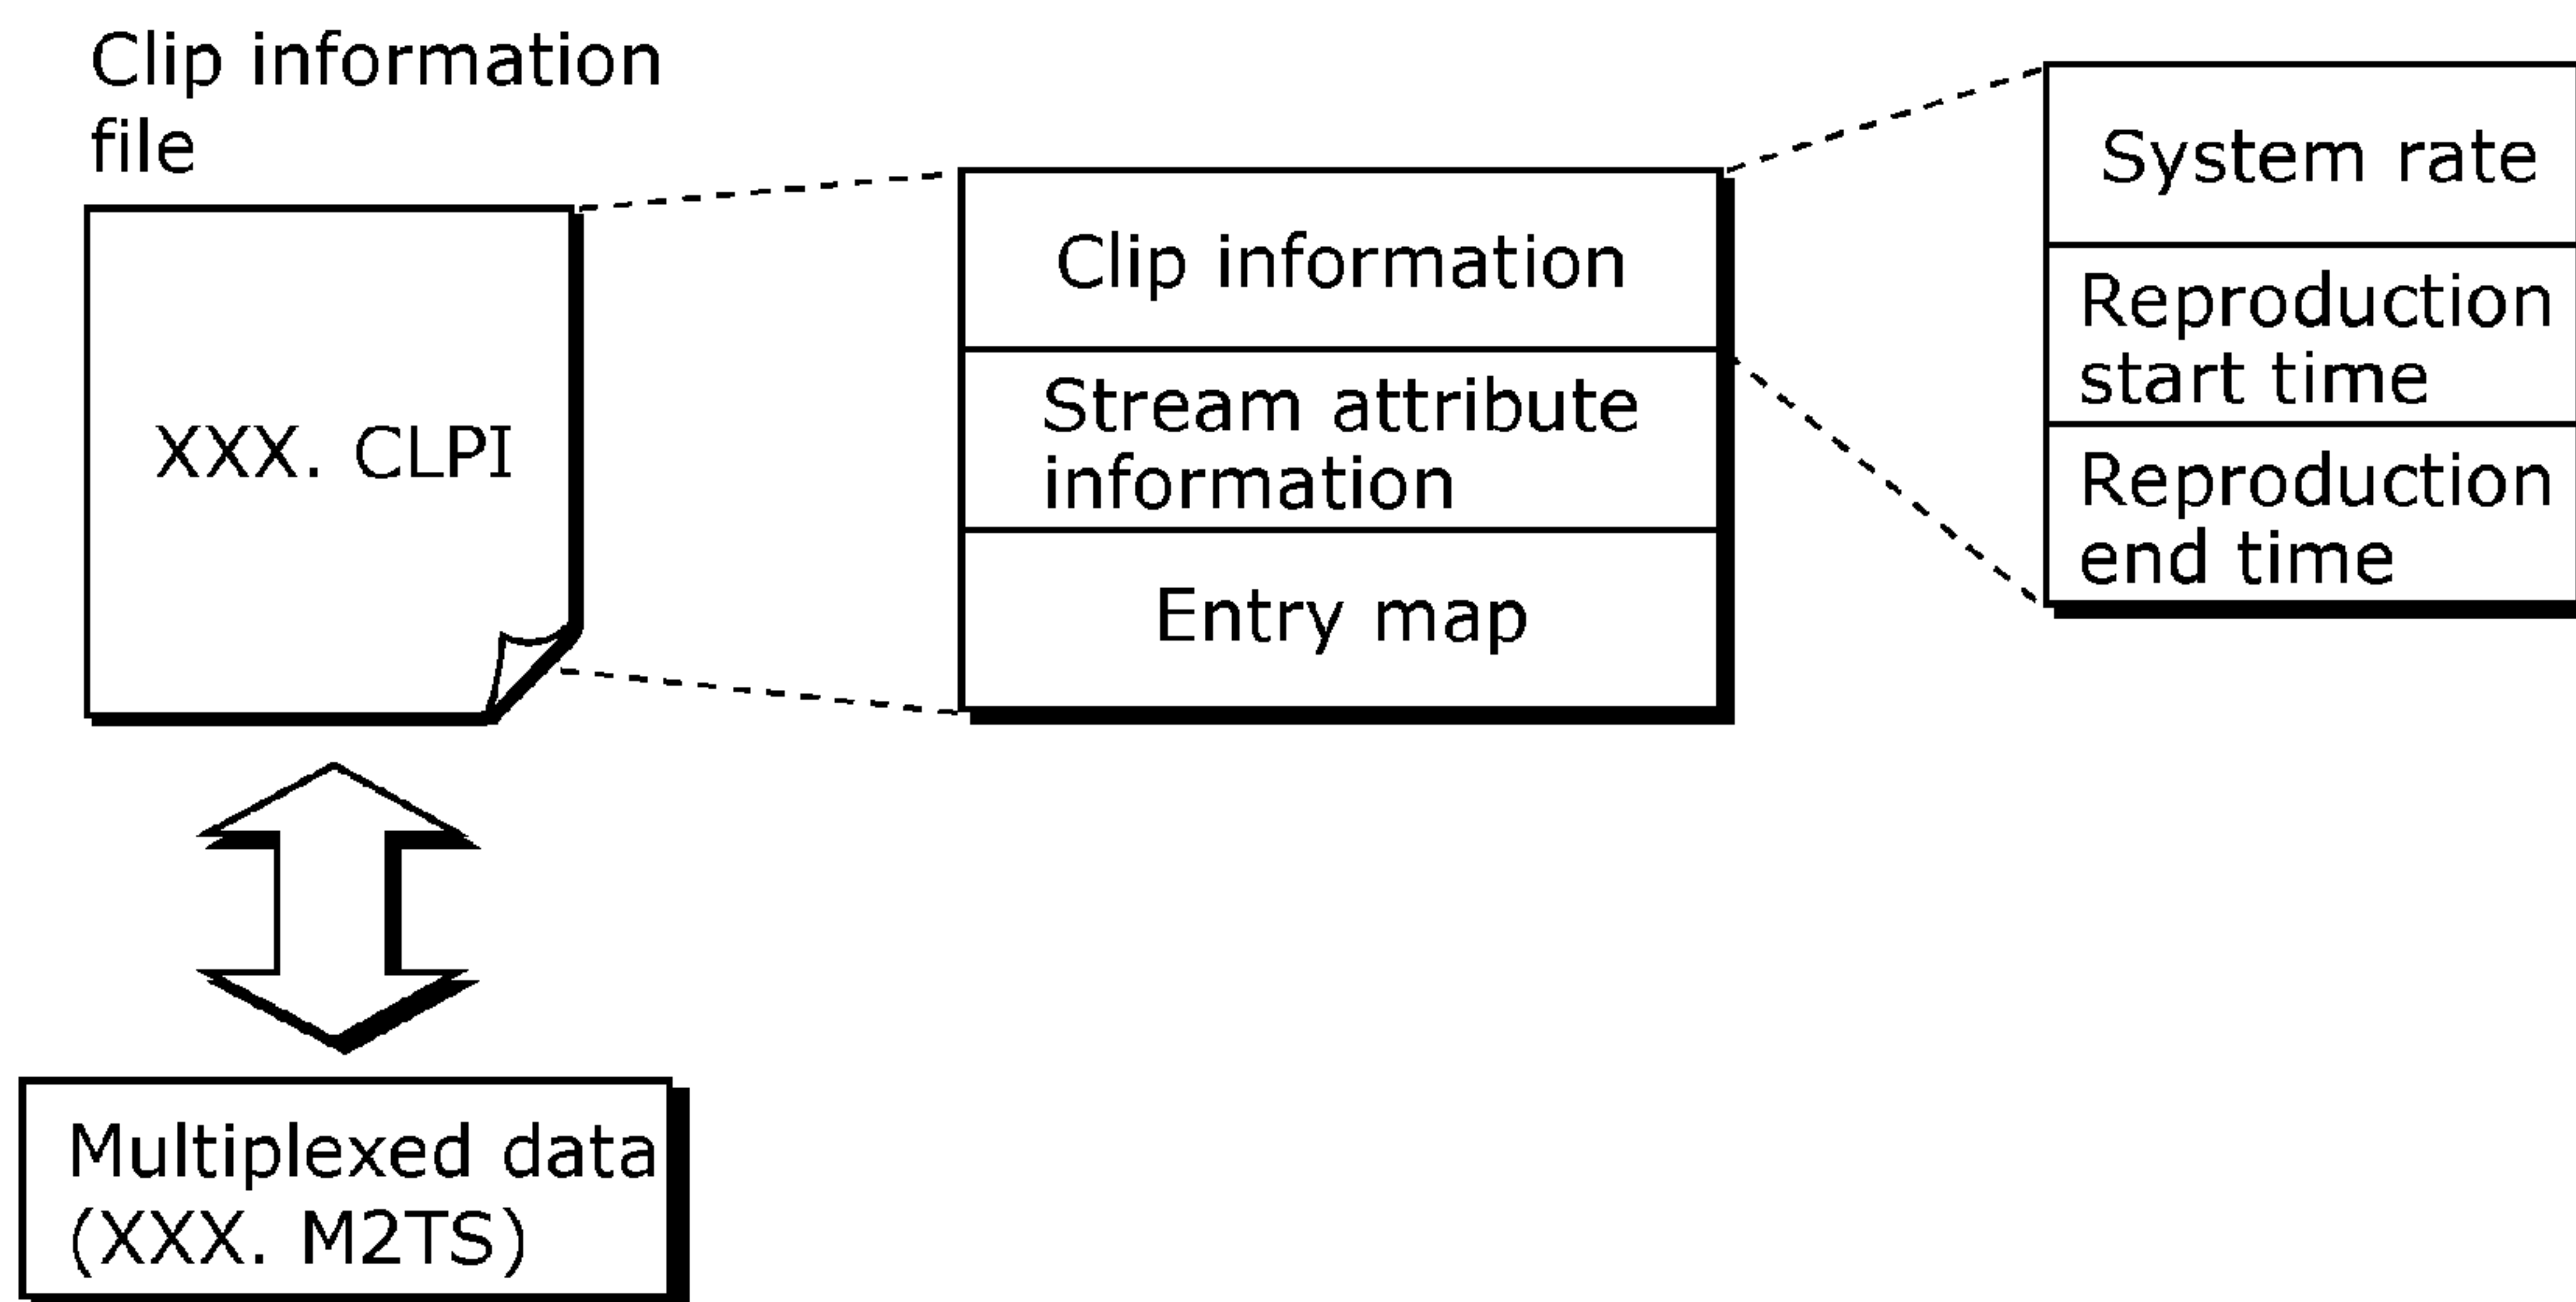 Clip information
file
XXX. CLPI
Clip information
Stream attribute
information
Entry map
System rate
Reproduction
start time
Reproduction
end time
Multiplexed data
(XXX. M2TS)